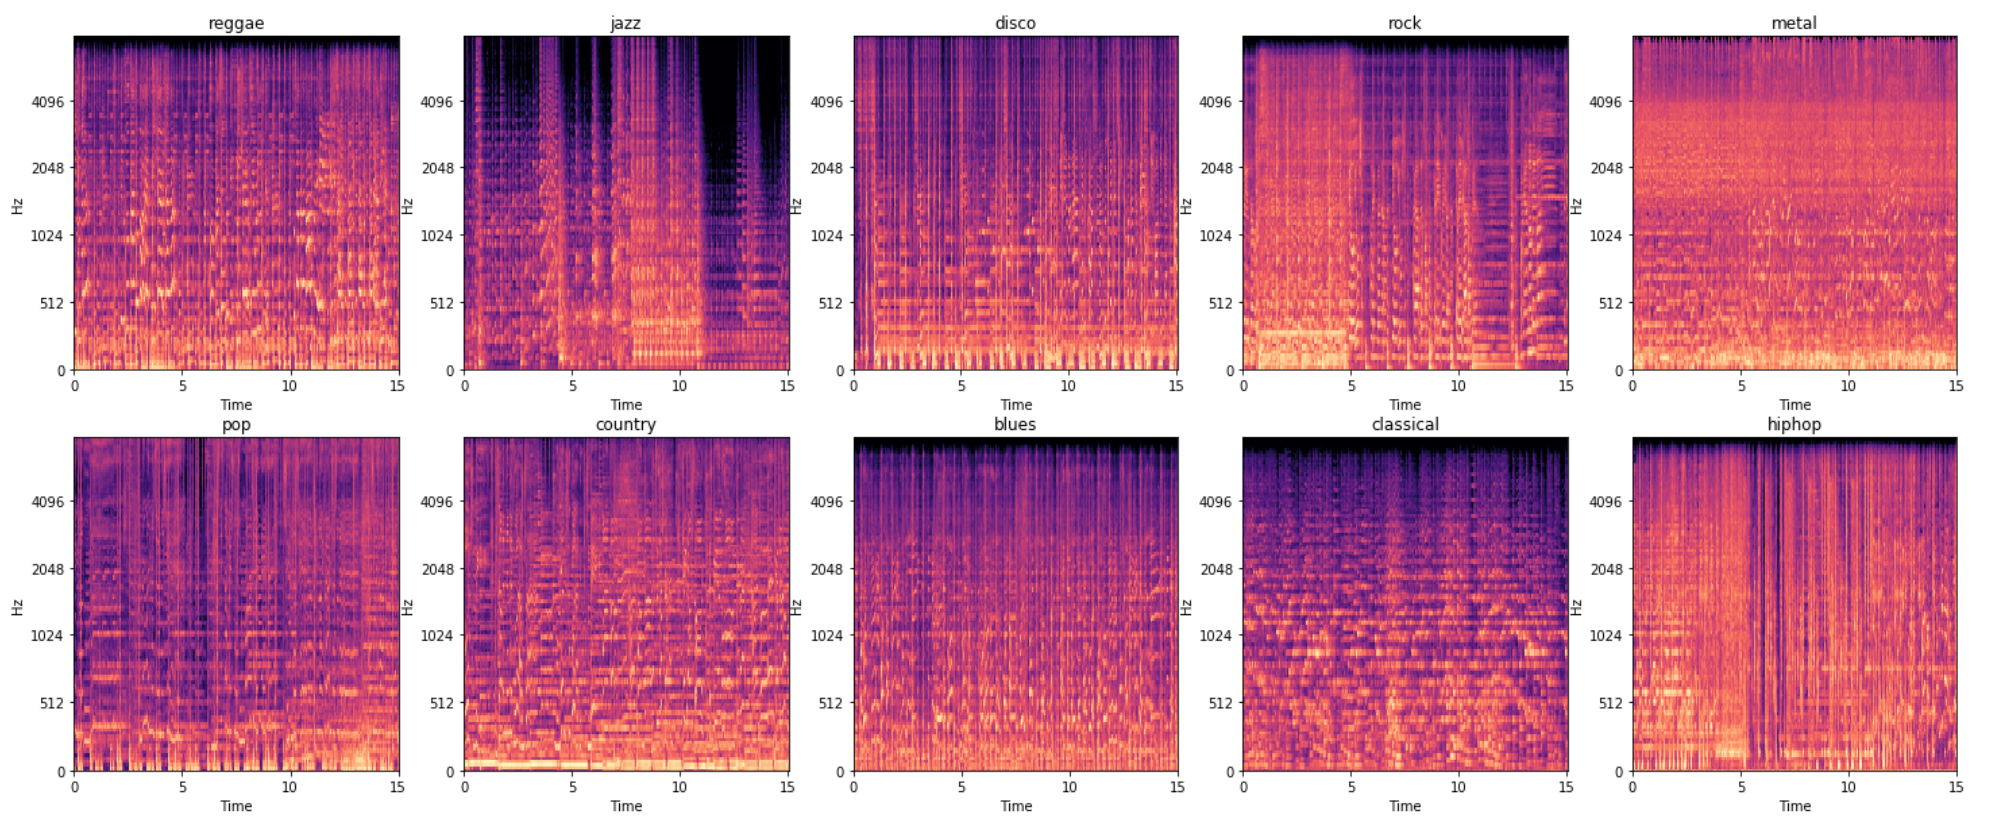 reggae
jazz
disco
rock
metal
Hz
4096
2048
1024
512
0
0 5 10 15
Time
Hz
4096
2048
1024
512
0
0 5 10 15
Time
Hz
4096
2048
1024
512
0
0 5 10 15
Time
Hz
4096
2048
1024
512
0
0 5 10 15
Time
Hz
4096
2048
1024
512
0
0 5 10 15
Time
pop
country
blues
classical
hiphop
Hz
4096
2048
1024
512
0
0 5 10 15
Time
Hz
4096
2048
1024
512
0
0 5 10 15
Time
Hz
4096
2048
1024
512
0
0 5 10 15
Time
Hz
4096
2048
1024
512
0
0 5 10 15
Time
Hz
4096
2048
1024
512
0
0 5 10 15
Time